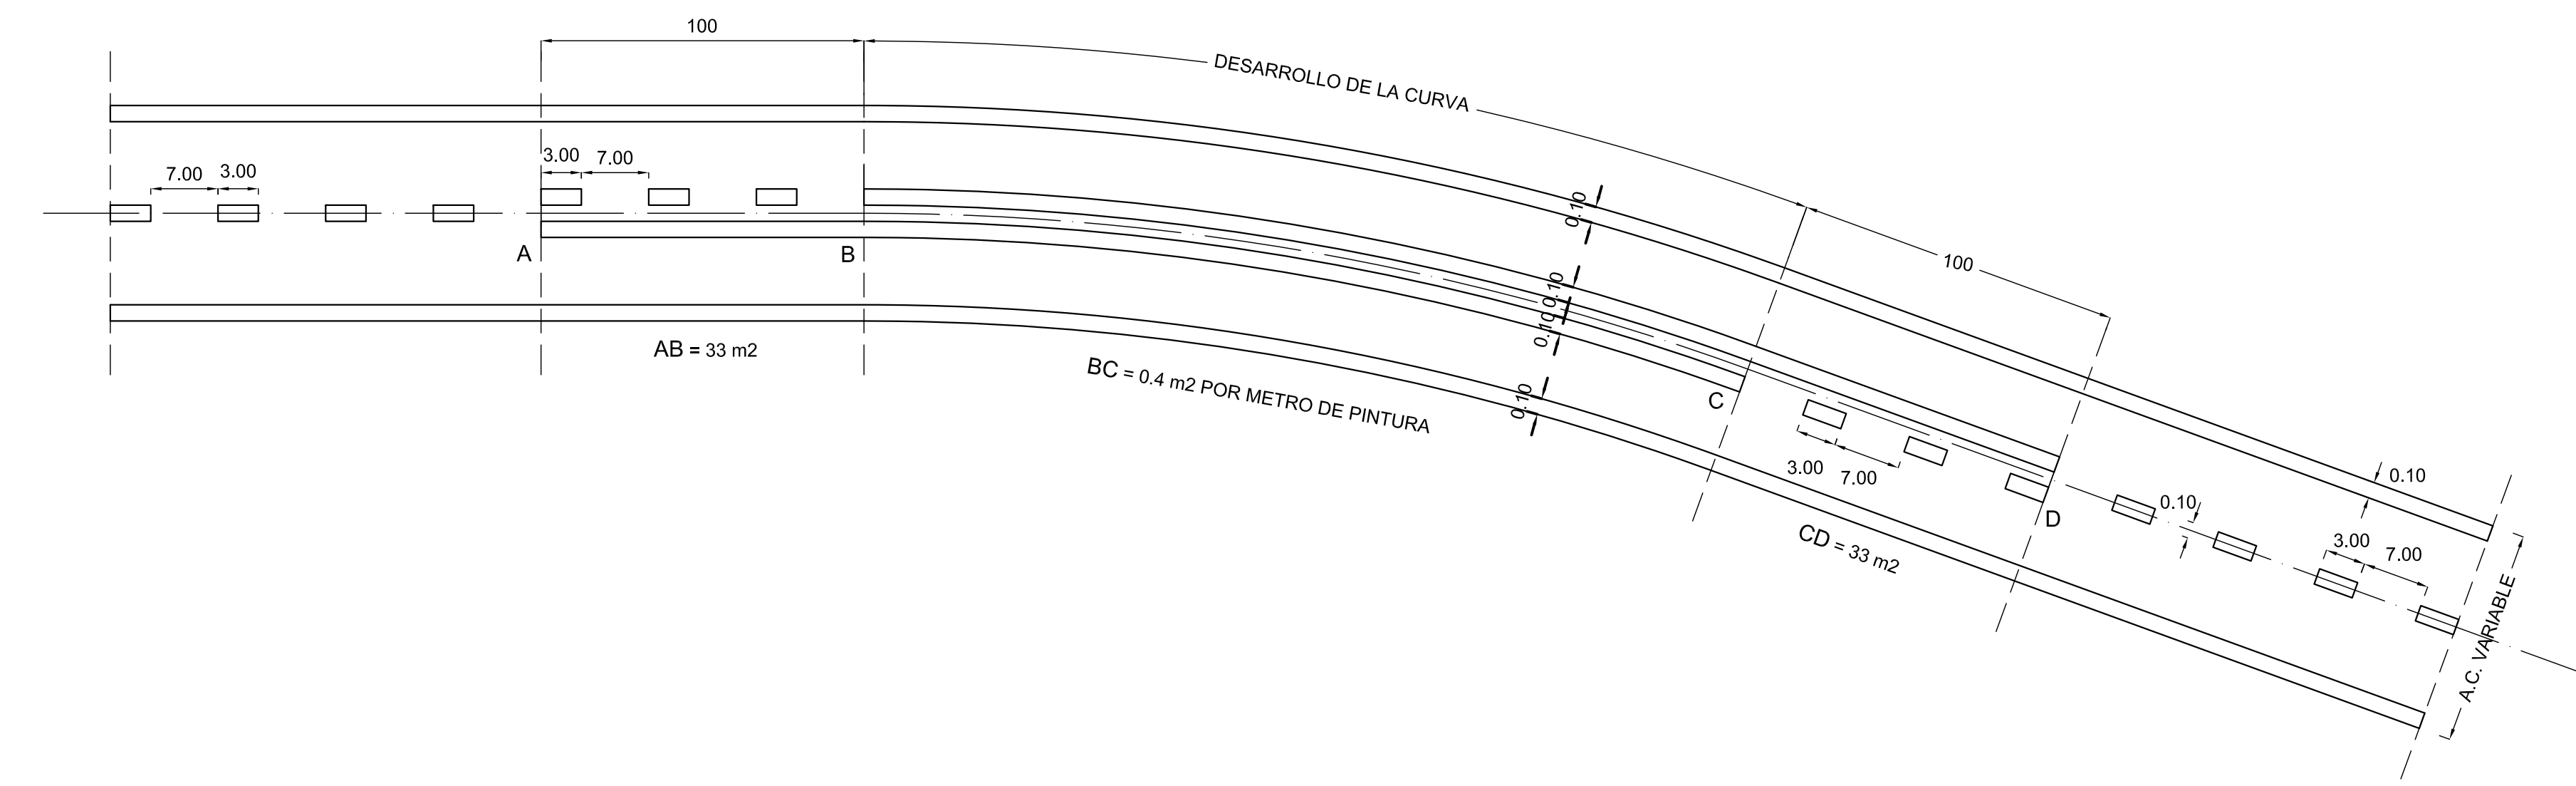 100
DESARROLLO DE LA CURVA
7.00
3.00
3.00
7.00
A
B
AB = 33 m2
BC = 0.4 m2 POR METRO DE PINTURA
0.10
0.10
0.10
0.10
0.10
0.10
100
C
3.00
7.00
CD = 33 m2
D
0.10
0.10
3.00
7.00
A.C. VARIABLE